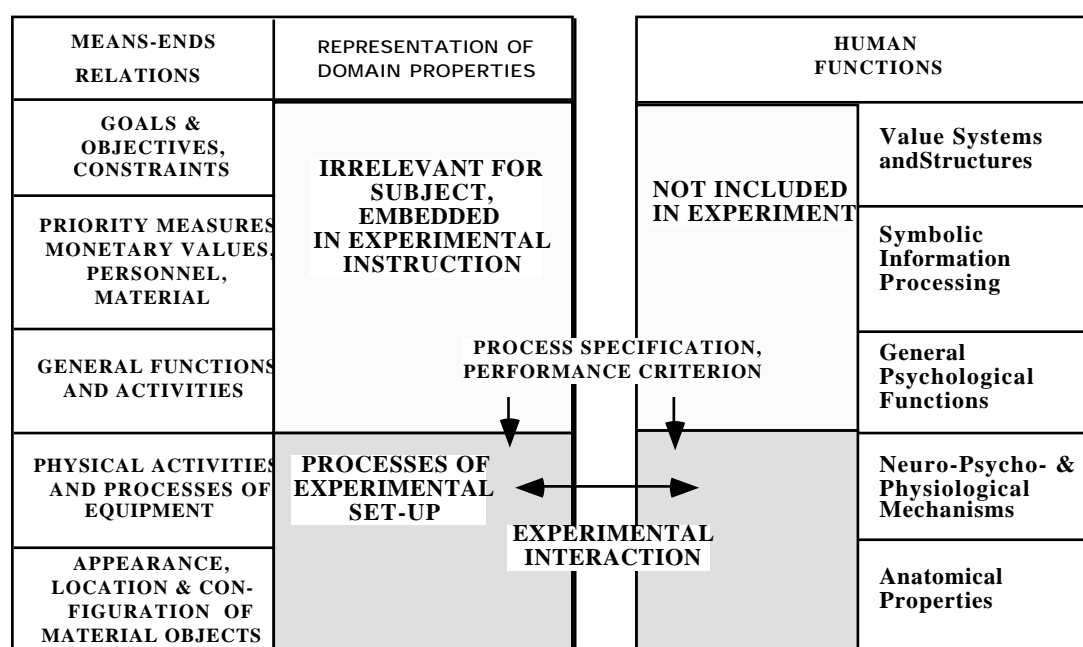 MEANS-ENDS
RELATIONS
REPRESENTATION OF
DOMAIN PROPERTIES
HUMAN
FUNCTIONS
GOALS &
OBJECTIVES,
CONSTRAINTS
IRRELEVANT FOR
SUBJECT,
EMBEDDED
IN EXPERIMENTAL
INSTRUCTION
NOT INCLUDED
IN EXPERIMENT
Value Systems
andStructures
PRIORITY MEASURES
MONETARY VALUES,
PERSONNEL,
MATERIAL
Symbolic
Information
Processing
GENERAL FUNCTIONS
AND ACTIVITIES
PROCESS SPECIFICATION,
PERFORMANCE CRITERION
General
Psychological
Functions
PHYSICAL ACTIVITIES
AND PROCESSES OF
EQUIPMENT
PROCESSES OF
EXPERIMENTAL
SET-UP
EXPERIMENTAL
INTERACTION
Neuro-Psycho- &
Physiological
Mechanisms
APPEARANCE,
LOCATION & CON-
FIGURATION OF
MATERIAL OBJECTS
Anatomical
Properties